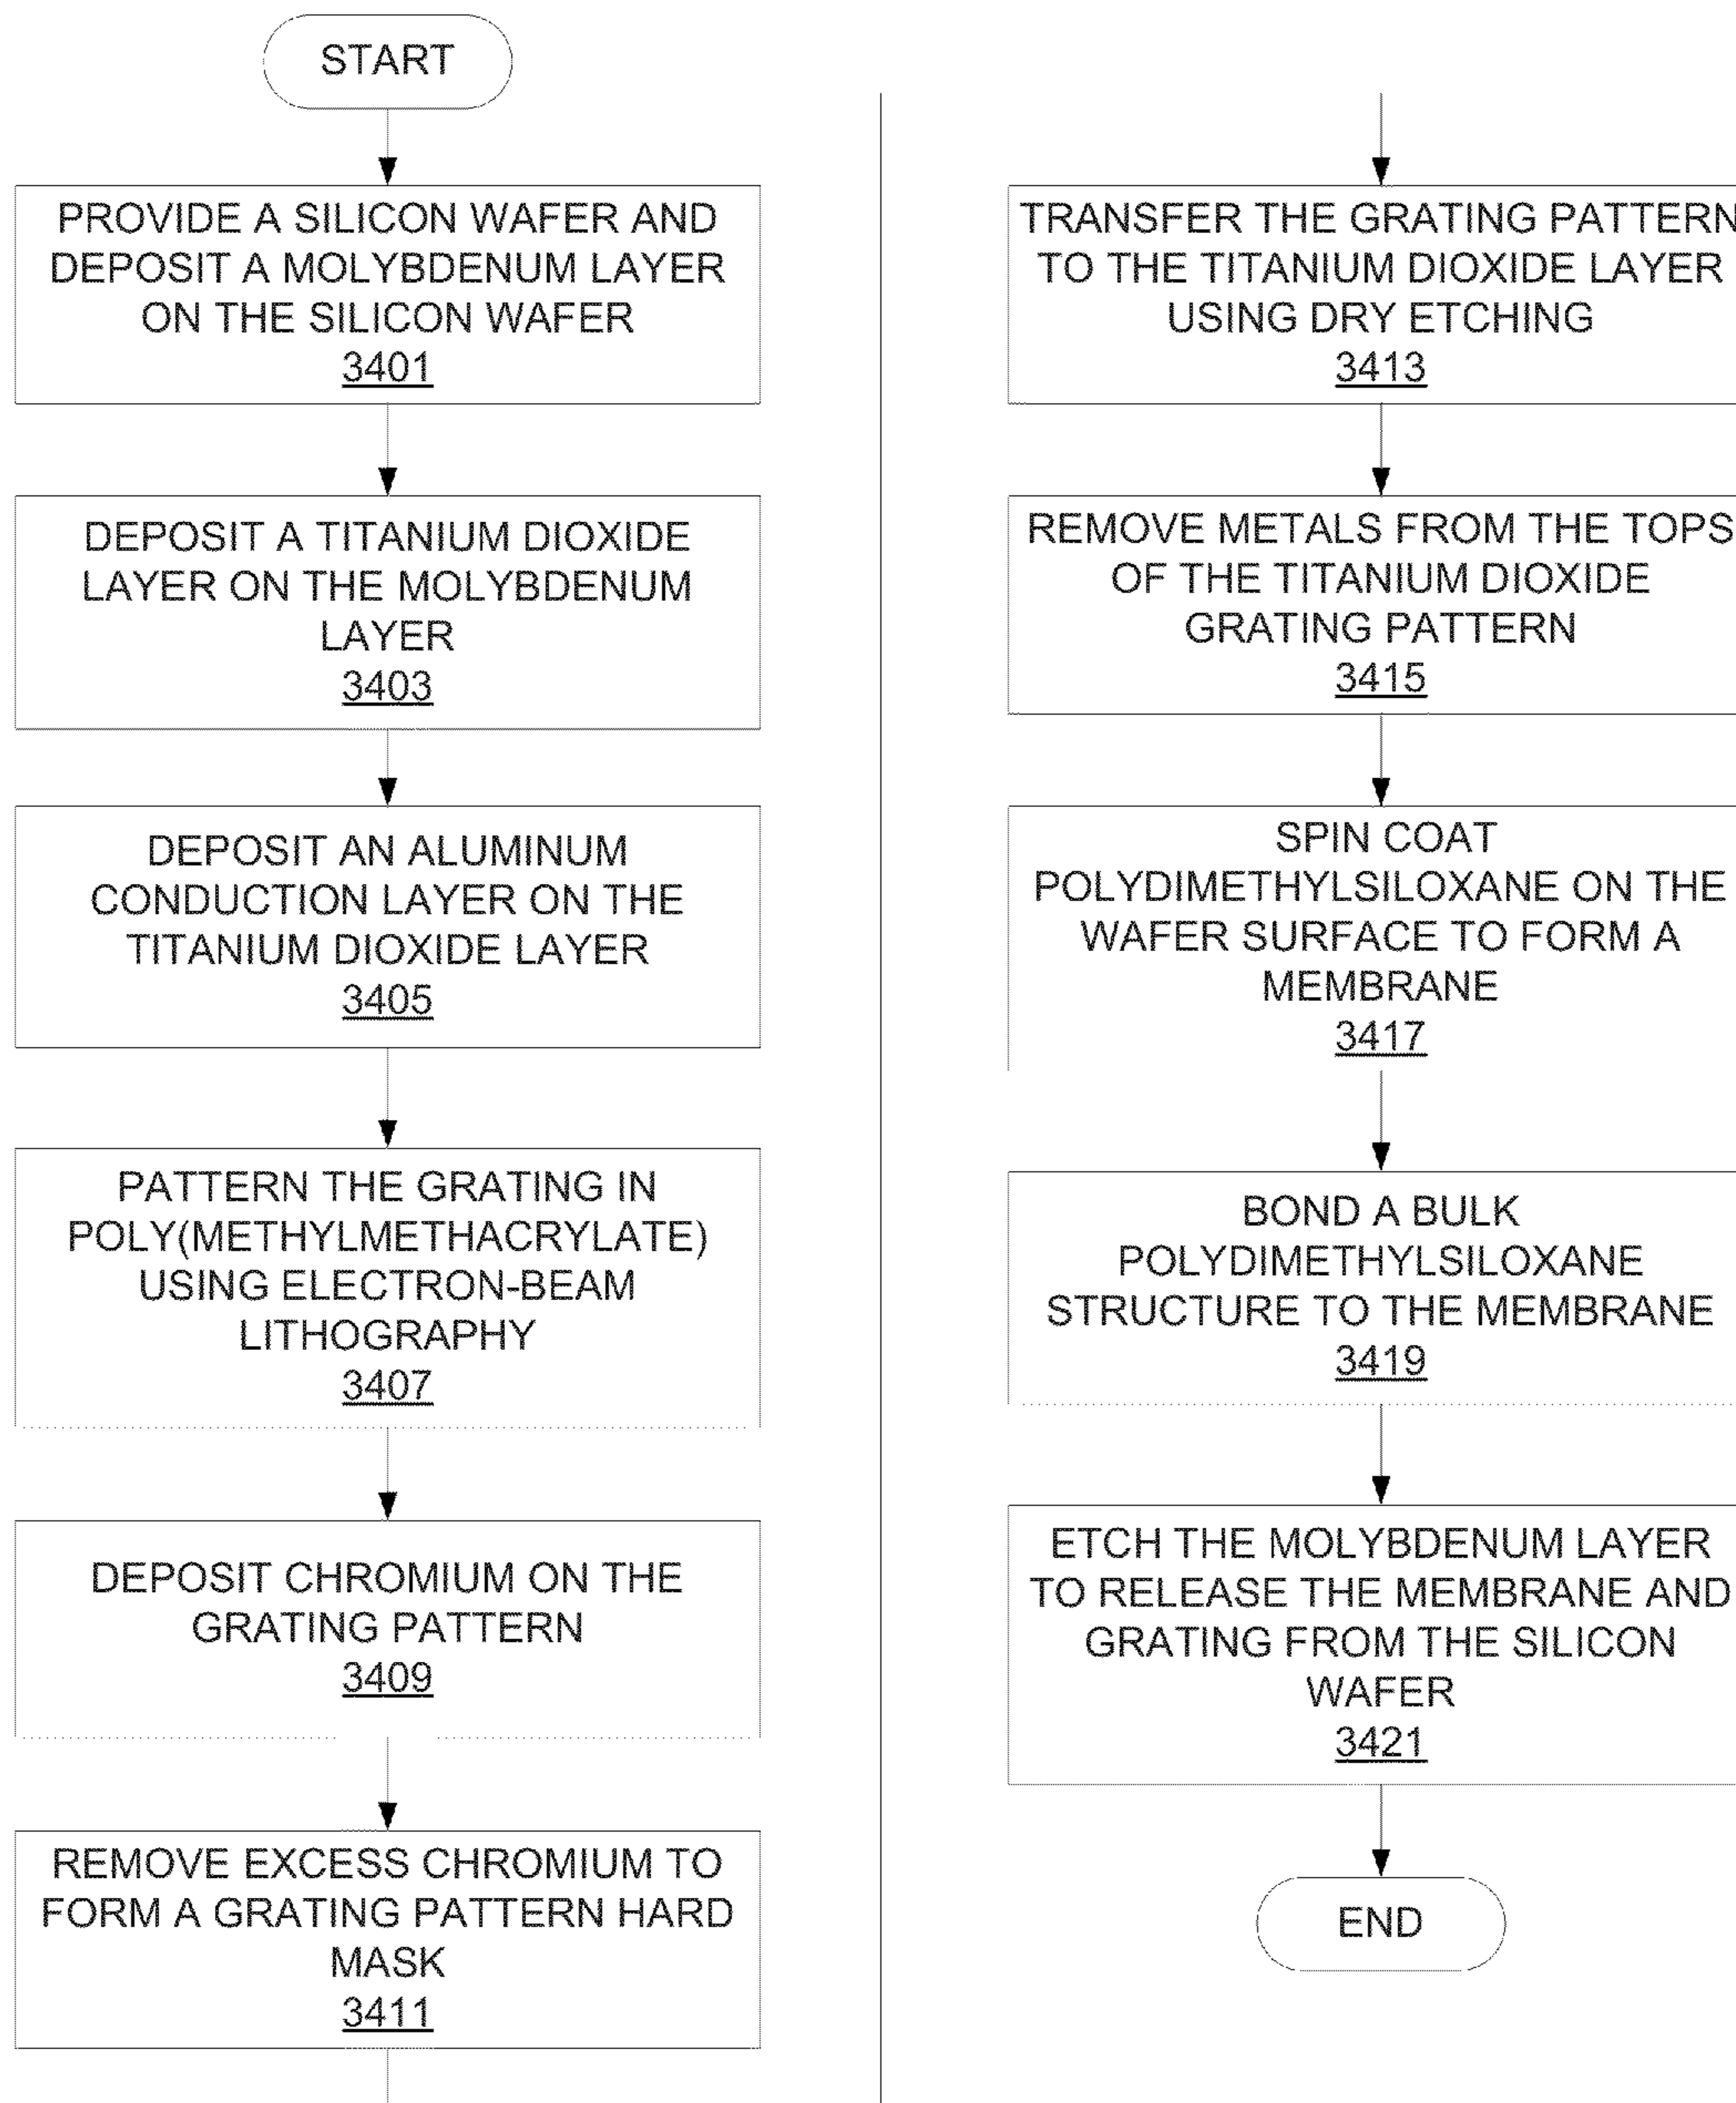 START
PROVIDE A SILICON WAFER AND
DEPOSIT A MOLYBDENUM LAYER
ON THE SILICON WAFER
3401
DEPOSIT A TITANIUM DIOXIDE
LAYER ON THE MOLYBDENUM
LAYER
3403
DEPOSIT AN ALUMINUM
CONDUCTION LAYER ON THE
TITANIUM DIOXIDE LAYER
3405
PATTERN THE GRATING IN
POLY(METHYLMETHACRYLATE)
USING ELECTRON-BEAM
LITHOGRAPHY
3407
DEPOSIT CHROMIUM ON THE
GRATING PATTERN
3409
REMOVE EXCESS CHROMIUM TO
FORM A GRATING PATTERN HARD
MASK
3411
TRANSFER THE GRATING PATTERN
TO THE TITANIUM DIOXIDE LAYER
USING DRY ETCHING
3413
REMOVE METALS FROM THE TOPS
OF THE TITANIUM DIOXIDE
GRATING PATTERN
3415
SPIN COAT
POLYDIMETHYLSILOXANE ON THE
WAFER SURFACE TO FORM A
MEMBRANE
3417
BOND A BULK
POLYDIMETHYLSILOXANE
STRUCTURE TO THE MEMBRANE
3419
ETCH THE MOLYBDENUM LAYER
TO RELEASE THE MEMBRANE AND
GRATING FROM THE SILICON
WAFER
3421
END